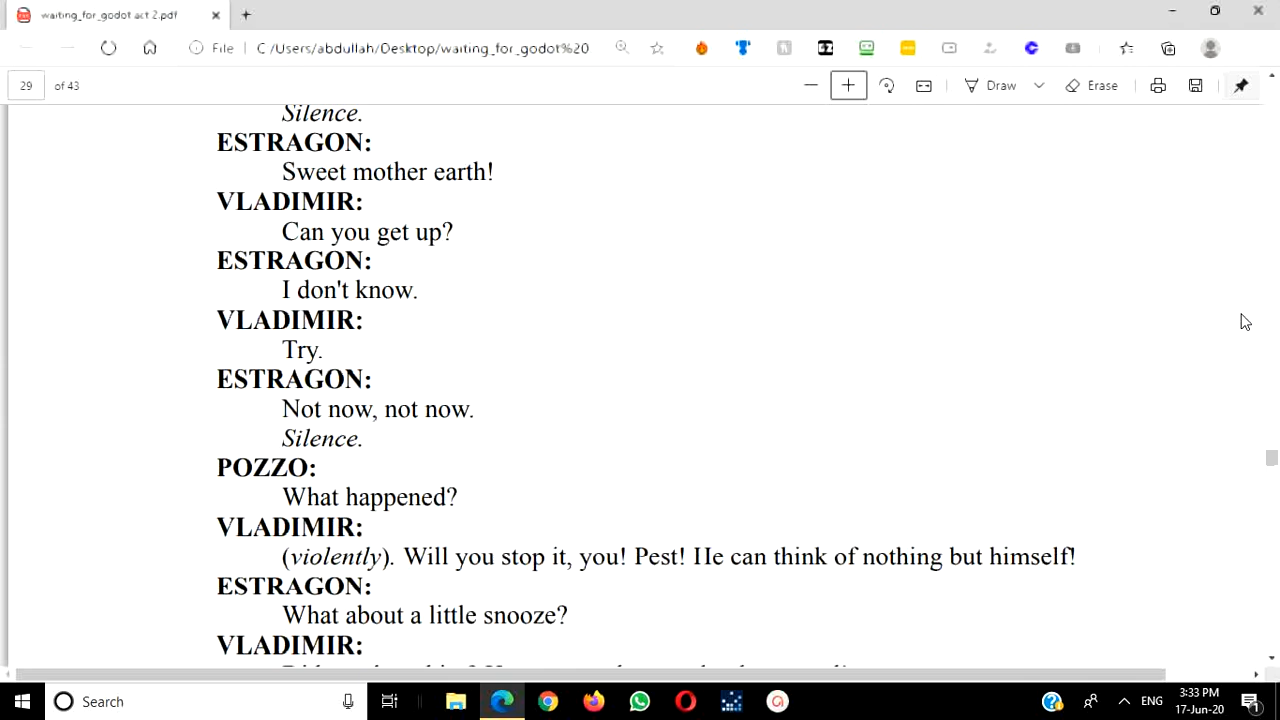 waiting_for_godot act 2.pdf
File
C /Users/abdullah/Desktop/waiting_for_godot%20
29 of 43
Draw
Erase
Silence.
ESTRAGON:
Sweet mother earth!
VLADIMIR:
Can you get up?
ESTRAGON:
I don't know.
VLADIMIR:
Try.
ESTRAGON:
Not now, not now.
Silence.
POZZO:
What happened?
VLADIMIR:
(violently). Will you stop it, you! Pest! He can think of nothing but himself!
ESTRAGON:
What about a little snooze?
VLADIMIR:
Search
ENG
3:33 PM
17-Jun-20